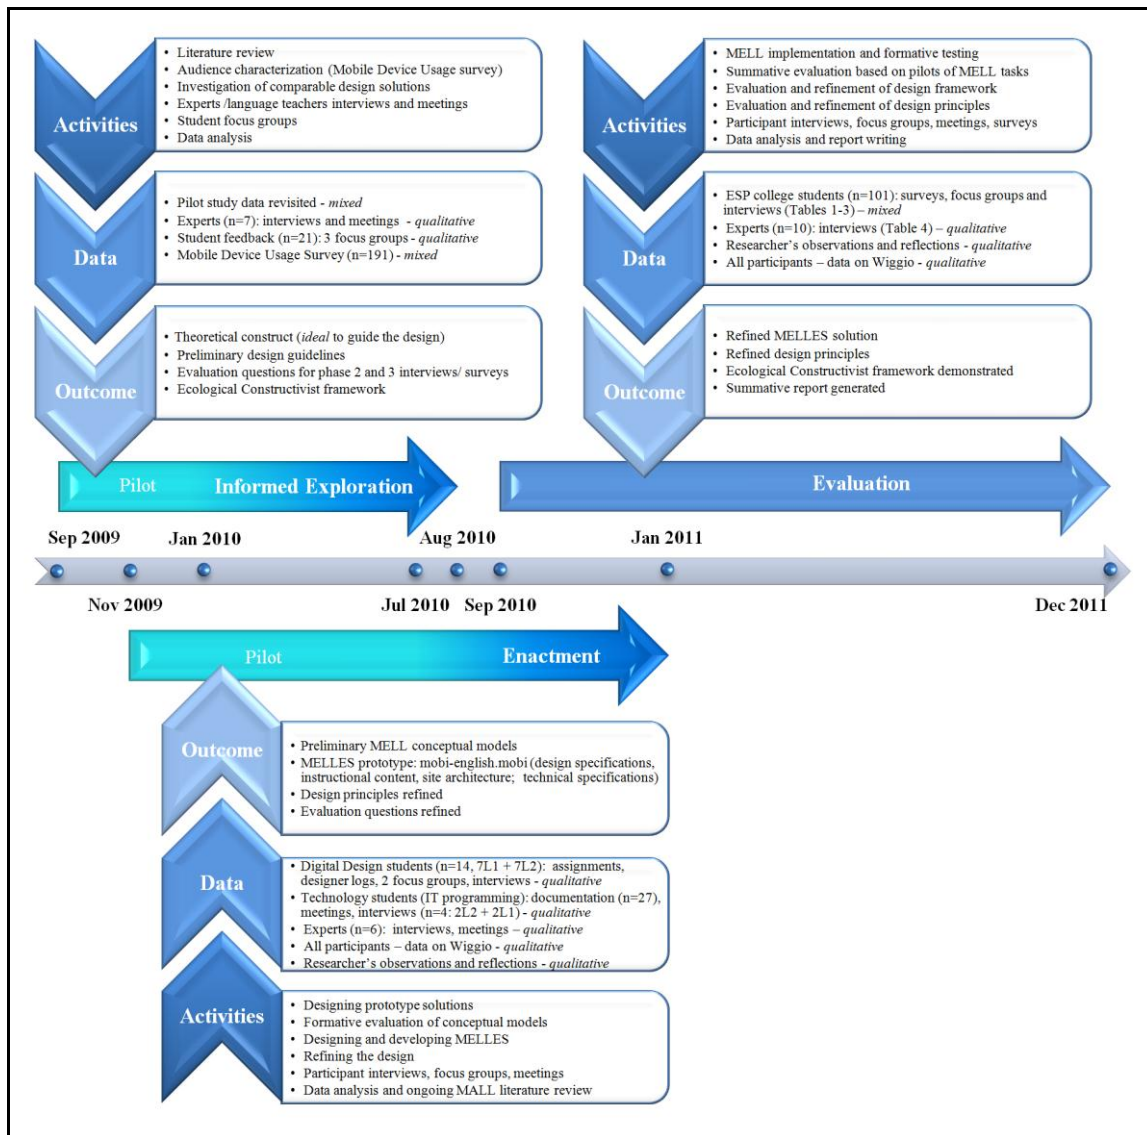 Activities
• Literature review
• Audience characterization (Mobile Device Usage survey)
• Investigation of comparable design solutions
• Experts /language teachers interviews and meetings
• Student focus groups
• Data analysis
Data
• Pilot study data revisited - mixed
• Experts (n=7): interviews and meetings - qualitative
• Student feedback (n=21): 3 focus groups - qualitative
• Mobile Device Usage Survey (n=191) - mixed
Outcome
• Theoretical construct (ideal to guide the design)
• Preliminary design guidelines
• Evaluation questions for phase 2 and 3 interviews/ surveys
• Ecological Constructivist framework
Activities
• MELL implementation and formative testing
• Summative evaluation based on pilots of MELL tasks
• Evaluation and refinement of design framework
• Evaluation and refinement of design principles
• Participant interviews, focus groups, meetings, surveys
• Data analysis and report writing
Data
• ESP college students (n=101): surveys, focus groups and
interviews (Tables 1-3) – mixed
• Experts (n=10): interviews (Table 4) – qualitative
• Researcher's observations and reflections - qualitative
• All participants – data on Wiggio – qualitative
Outcome
• Refined MELLES solution
• Refined design principles
• Ecological Constructivist framework demonstrated
• Summative report generated
Pilot Informed Exploration
Evaluation
Sep 2009 Jan 2010 Aug 2010 Jan 2011
Nov 2009 Jul 2010 Sep 2010 Dec 2011
Pilot Enactment
Outcome
• Preliminary MELL conceptual models
• MELLES prototype: mobi-english.mobi (design specifications,
instructional content, site architecture; technical specifications)
• Design principles refined
• Evaluation questions refined
Data
• Digital Design students (n=14, 7L1 + 7L2): assignments,
designer logs, 2 focus groups, interviews - qualitative
• Technology students (IT programming): documentation (n=27),
meetings, interviews (n=4: 2L2 + 2L1) - qualitative
• Experts (n=6): interviews, meetings – qualitative
• All participants – data on Wiggio - qualitative
• Researcher's observations and reflections - qualitative
Activities
• Designing prototype solutions
• Formative evaluation of conceptual models
• Designing and developing MELLES
• Refining the design
• Participant interviews, focus groups, meetings
• Data analysis and ongoing MALL literature review